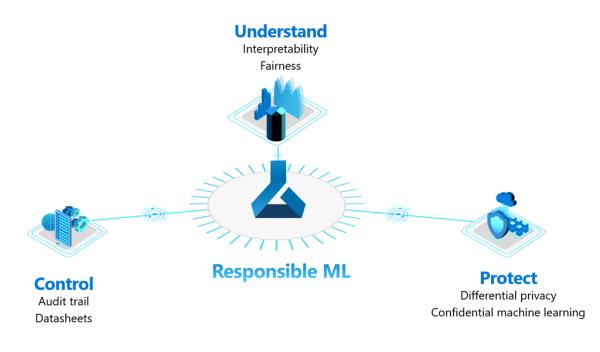 Understand
Interpretability
Fairness
Responsible ML
Control
Audit trail
Datasheets
Protect
Differential privacy
Confidential machine learning